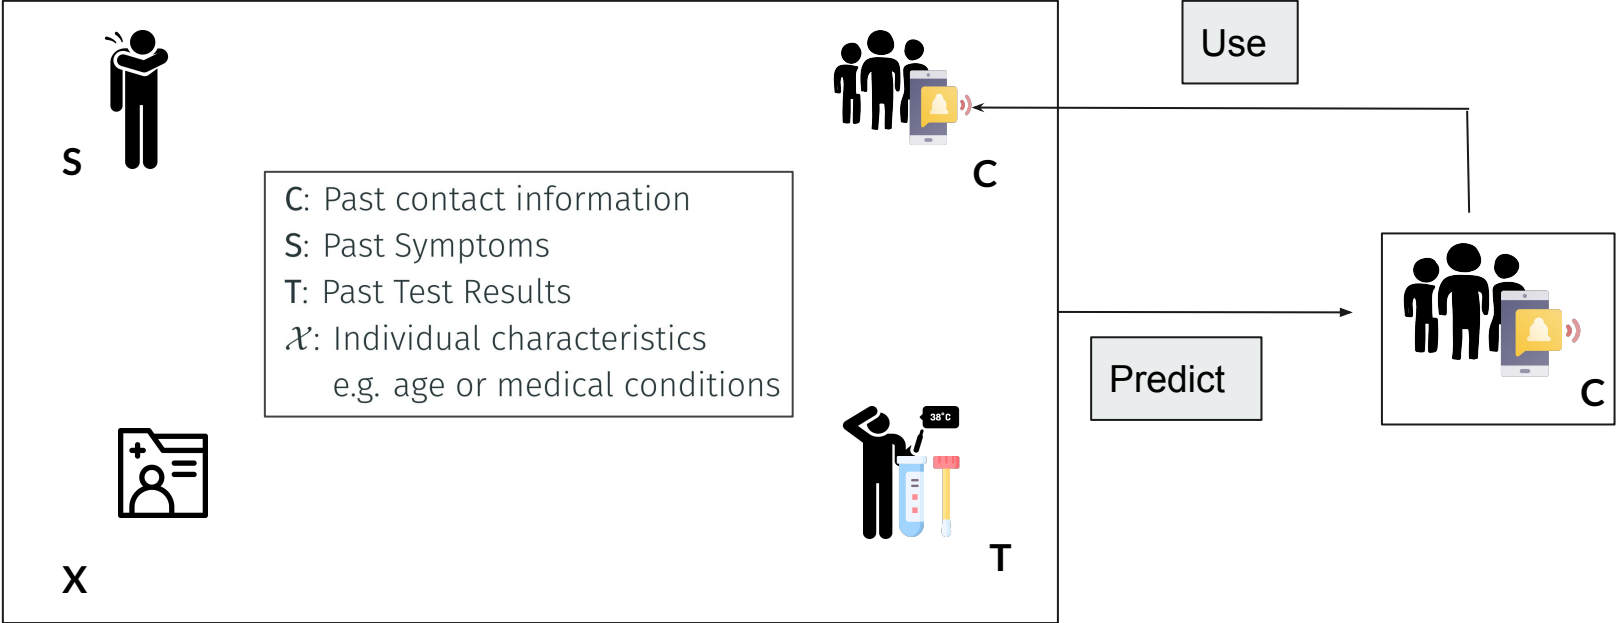 Use
S
C
C: Past contact information
S: Past Symptoms
T: Past Test Results
𝒳: Individual characteristics
e.g. age or medical conditions
Predict
C
38°C
T
X